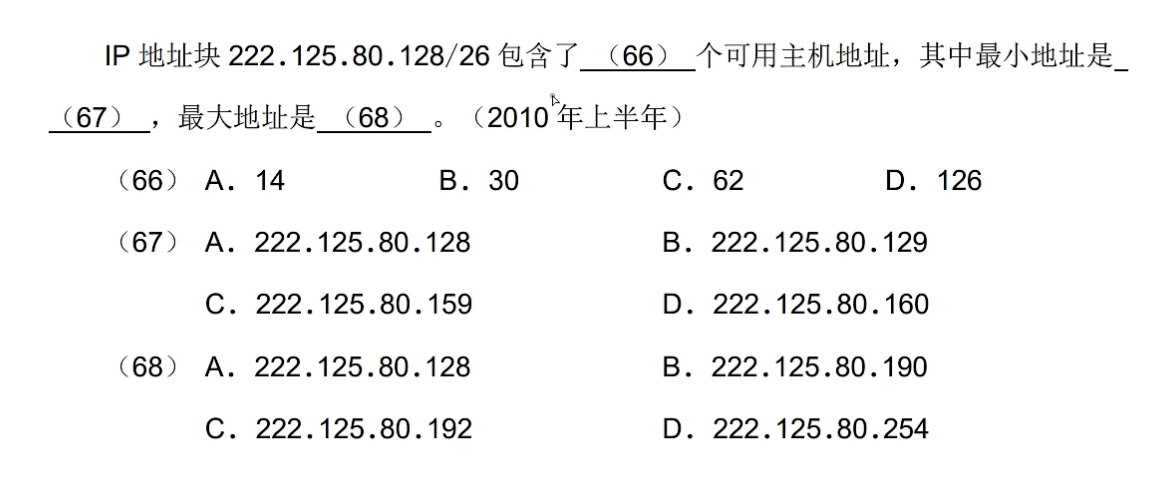 IP 地址块 222.125.80.128/26 包含了 （66） 个可用主机地址，其中最小地址是
（67） ，最大地址是 （68） 。（2010 年上半年）
（66） A．14 B．30 C．62 D．126
（67） A．222.125.80.128 B．222.125.80.129
C．222.125.80.159 D．222.125.80.160
（68） A．222.125.80.128 B．222.125.80.190
C．222.125.80.192 D．222.125.80.254